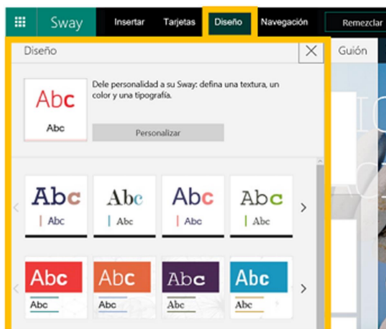 Sway Insertar Tarjetas Diseño Navegación Remezclar
Diseño
Guión
Abc
Abc
Dele personalidad a su Sway: defina una textura, un
color y una tipografía.
Personalizar
Abc Abc Abc Abc
Abc Abc Abc Abc
Abc Abc Abc Abc
Abc Abc Abc Abc